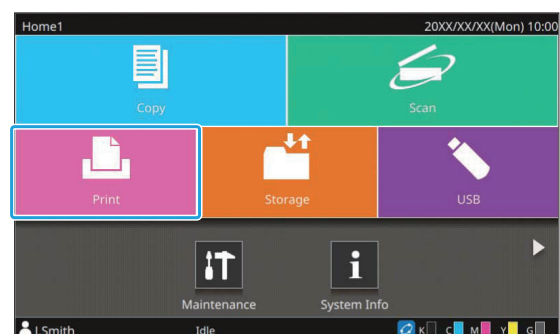 Home1 20XX/XX/XX(Mon) 10:00
Copy Scan
Print Storage USB
Maintenance System Info
J.Smith Idle K C M Y G